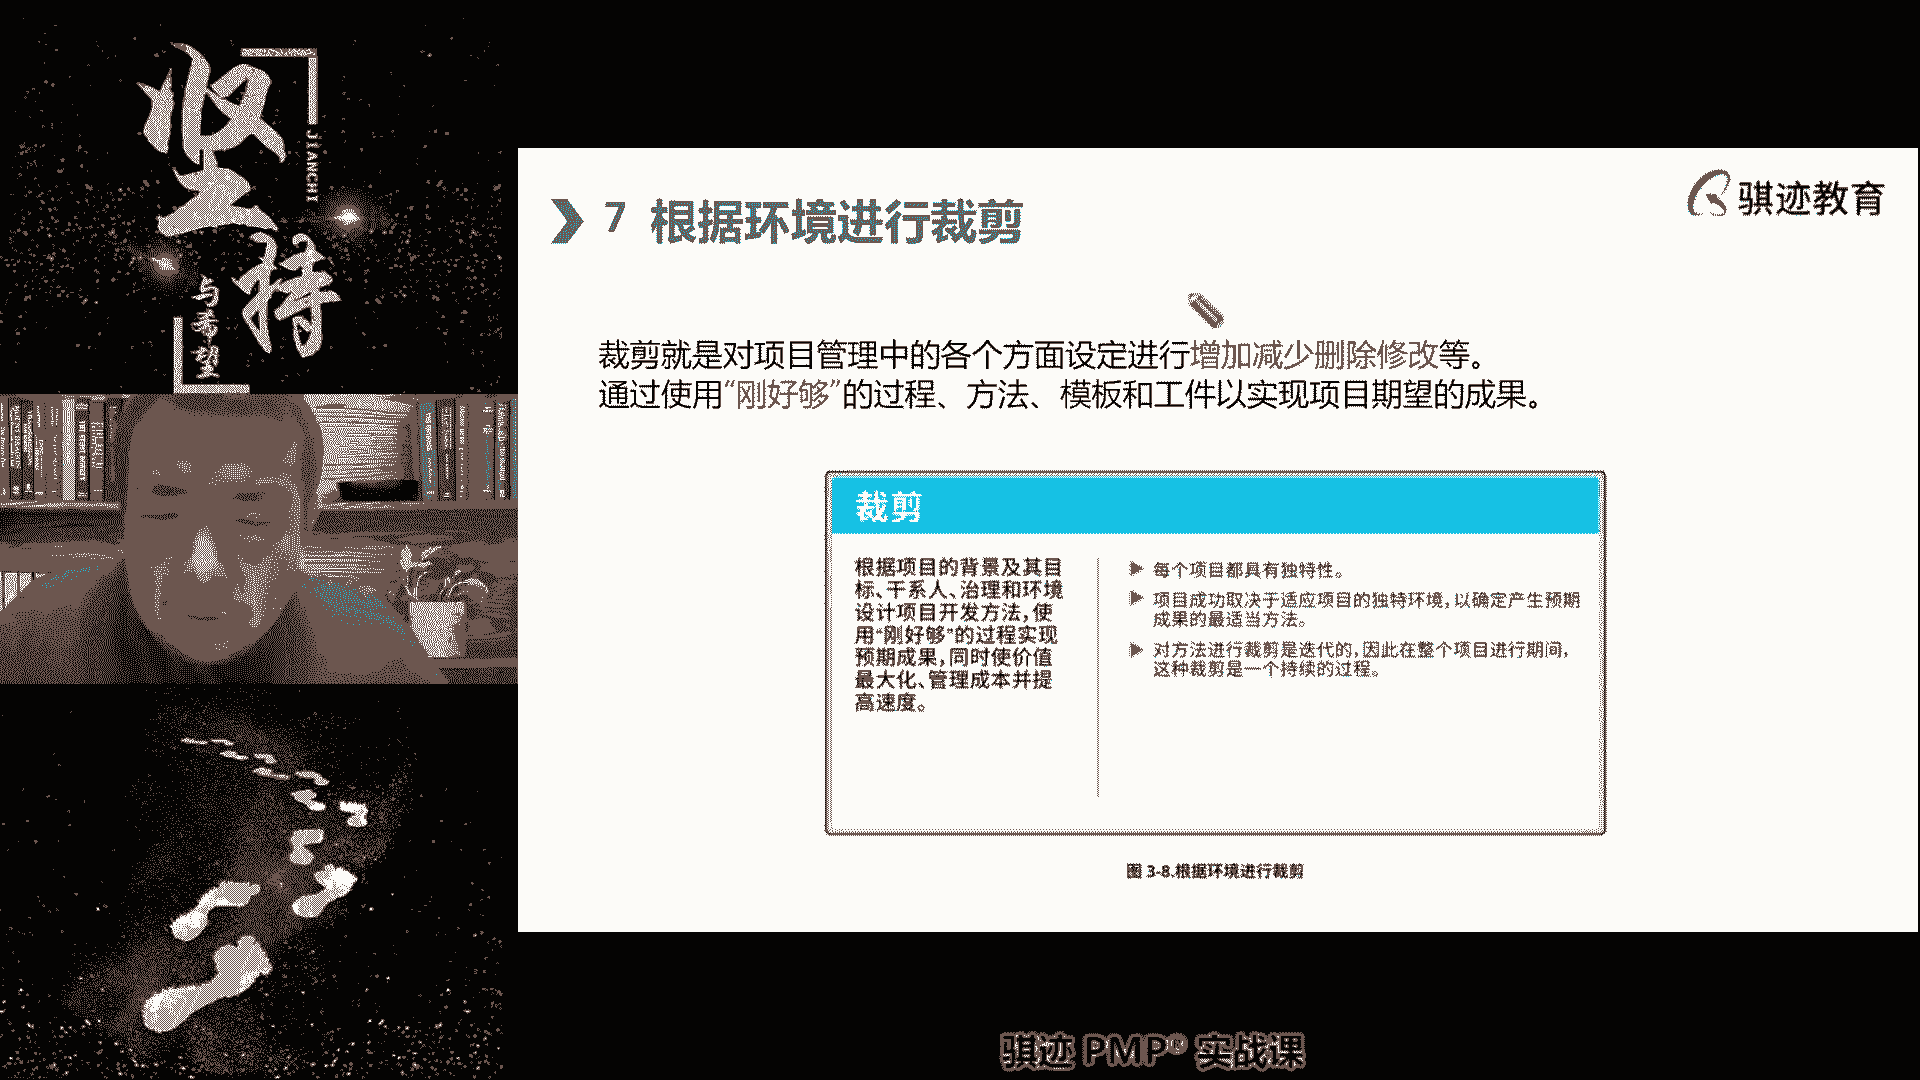 坚持
JIANCHI
与希望
7 根据环境进行裁剪
骐迹教育
裁剪就是对项目管理中的各个方面设定进行增加减少删除修改等。
通过使用“刚好够”的过程、方法、模板和工件以实现项目期望的成果。
裁剪
根据项目的背景及其目
标、干系人、治理和环境
设计项目开发方法,使
用“刚好够”的过程实现
预期成果,同时使价值
最大化、管理成本并提
高速度。
▶ 每个项目都具有独特性。
▶ 项目成功取决于适应项目的独特环境,以确定产生预期
成果的最适当方法。
▶ 对方法进行裁剪是迭代的,因此在整个项目进行期间,
这种裁剪是一个持续的过程。
图 3-8.根据环境进行裁剪
骐迹 PMP® 实战课